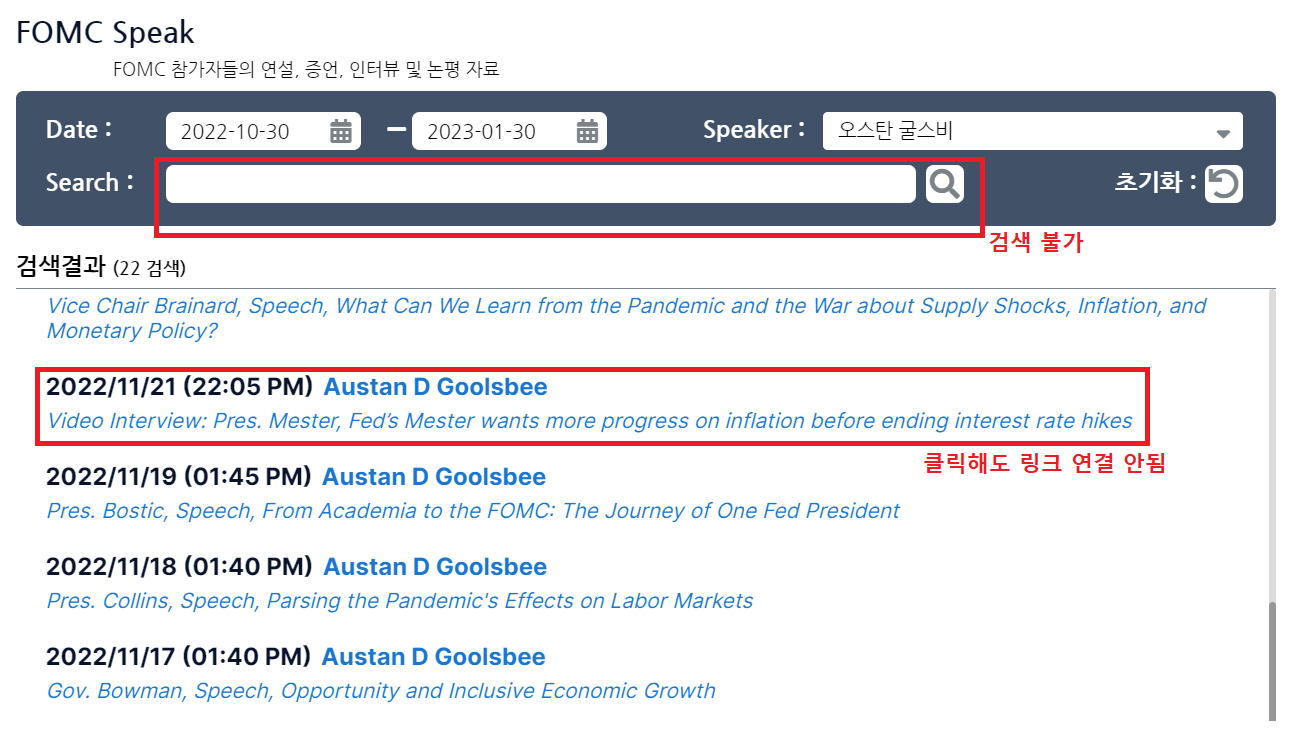 FOMC Speak
FOMC 참가자들의 연설, 증언, 인터뷰 및 논평 자료
Date : 2022-10-30 – 2023-01-30 Speaker : 오스탄 굴스비
Search : 초기화 :
검색 불가
검색결과 (22 검색)
Vice Chair Brainard, Speech, What Can We Learn from the Pandemic and the War about Supply Shocks, Inflation, and
Monetary Policy?
2022/11/21 (22:05 PM) Austan D Goolsbee
Video Interview: Pres. Mester, Fed’s Mester wants more progress on inflation before ending interest rate hikes
클릭해도 링크 연결 안됨
2022/11/19 (01:45 PM) Austan D Goolsbee
Pres. Bostic, Speech, From Academia to the FOMC: The Journey of One Fed President
2022/11/18 (01:40 PM) Austan D Goolsbee
Pres. Collins, Speech, Parsing the Pandemic's Effects on Labor Markets
2022/11/17 (01:40 PM) Austan D Goolsbee
Gov. Bowman, Speech, Opportunity and Inclusive Economic Growth